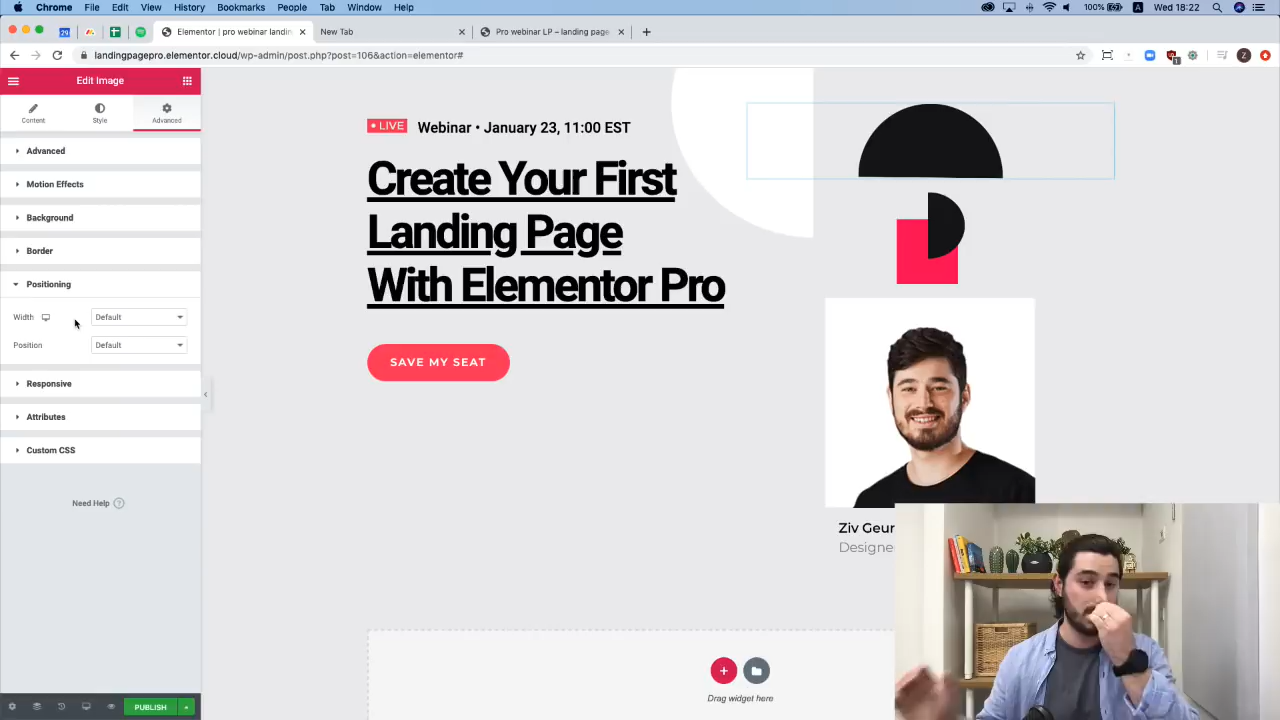 Chrome File Edit View History Bookmarks People Tab Window Help
100% A Wed 18:22
Elementor | pro webinar landin
New Tab
Pro webinar LP – landing page
landingpagepro.elementor.cloud/wp-admin/post.php?post=106&action=elementor#
Edit Image
Content Style Advanced
Advanced
Motion Effects
Background
Border
Positioning
Width Default
Position Default
Responsive
Attributes
Custom CSS
Need Help ?
PUBLISH
• LIVE Webinar • January 23, 11:00 EST
Create Your First
Landing Page
With Elementor Pro
SAVE MY SEAT
Ziv Geur
Designe
Drag widget here